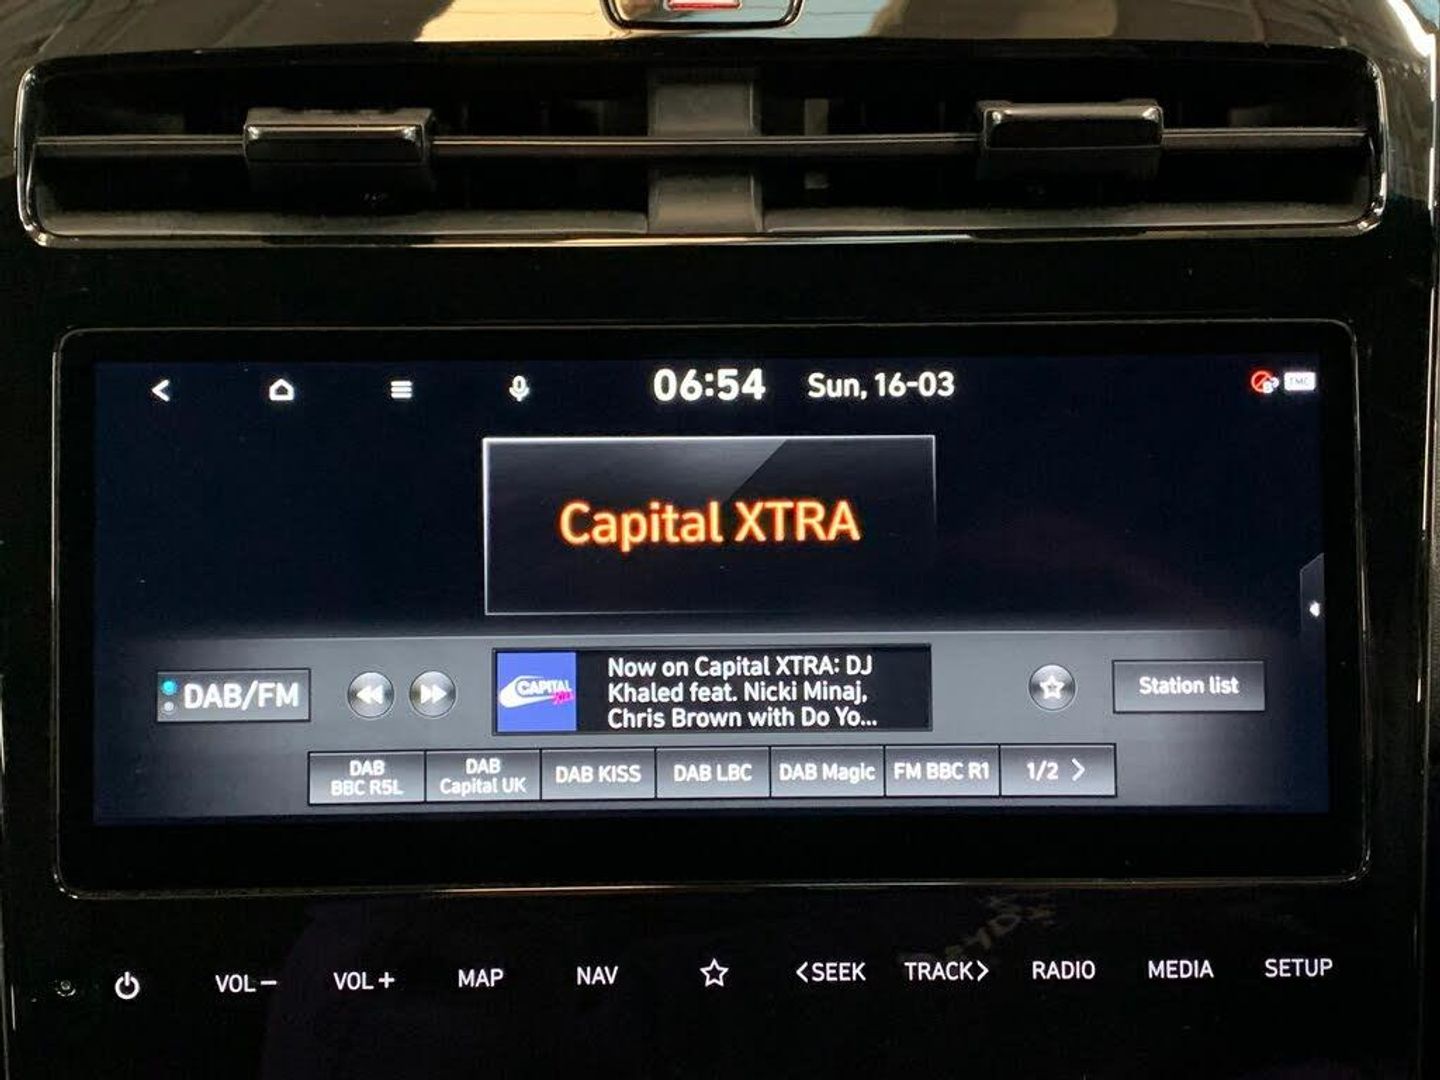 06:54 Sun, 16-03
TMC
Capital XTRA
DAB/FM
CAPITAL
Now on Capital XTRA: DJ
Khaled feat. Nicki Minaj,
Chris Brown with Do Yo...
Station list
DAB
BBC R5L
DAB
Capital UK
DAB KISS
DAB LBC
DAB Magic
FM BBC R1
1/2 >
VOL− VOL+ MAP NAV <SEEK TRACK> RADIO MEDIA SETUP